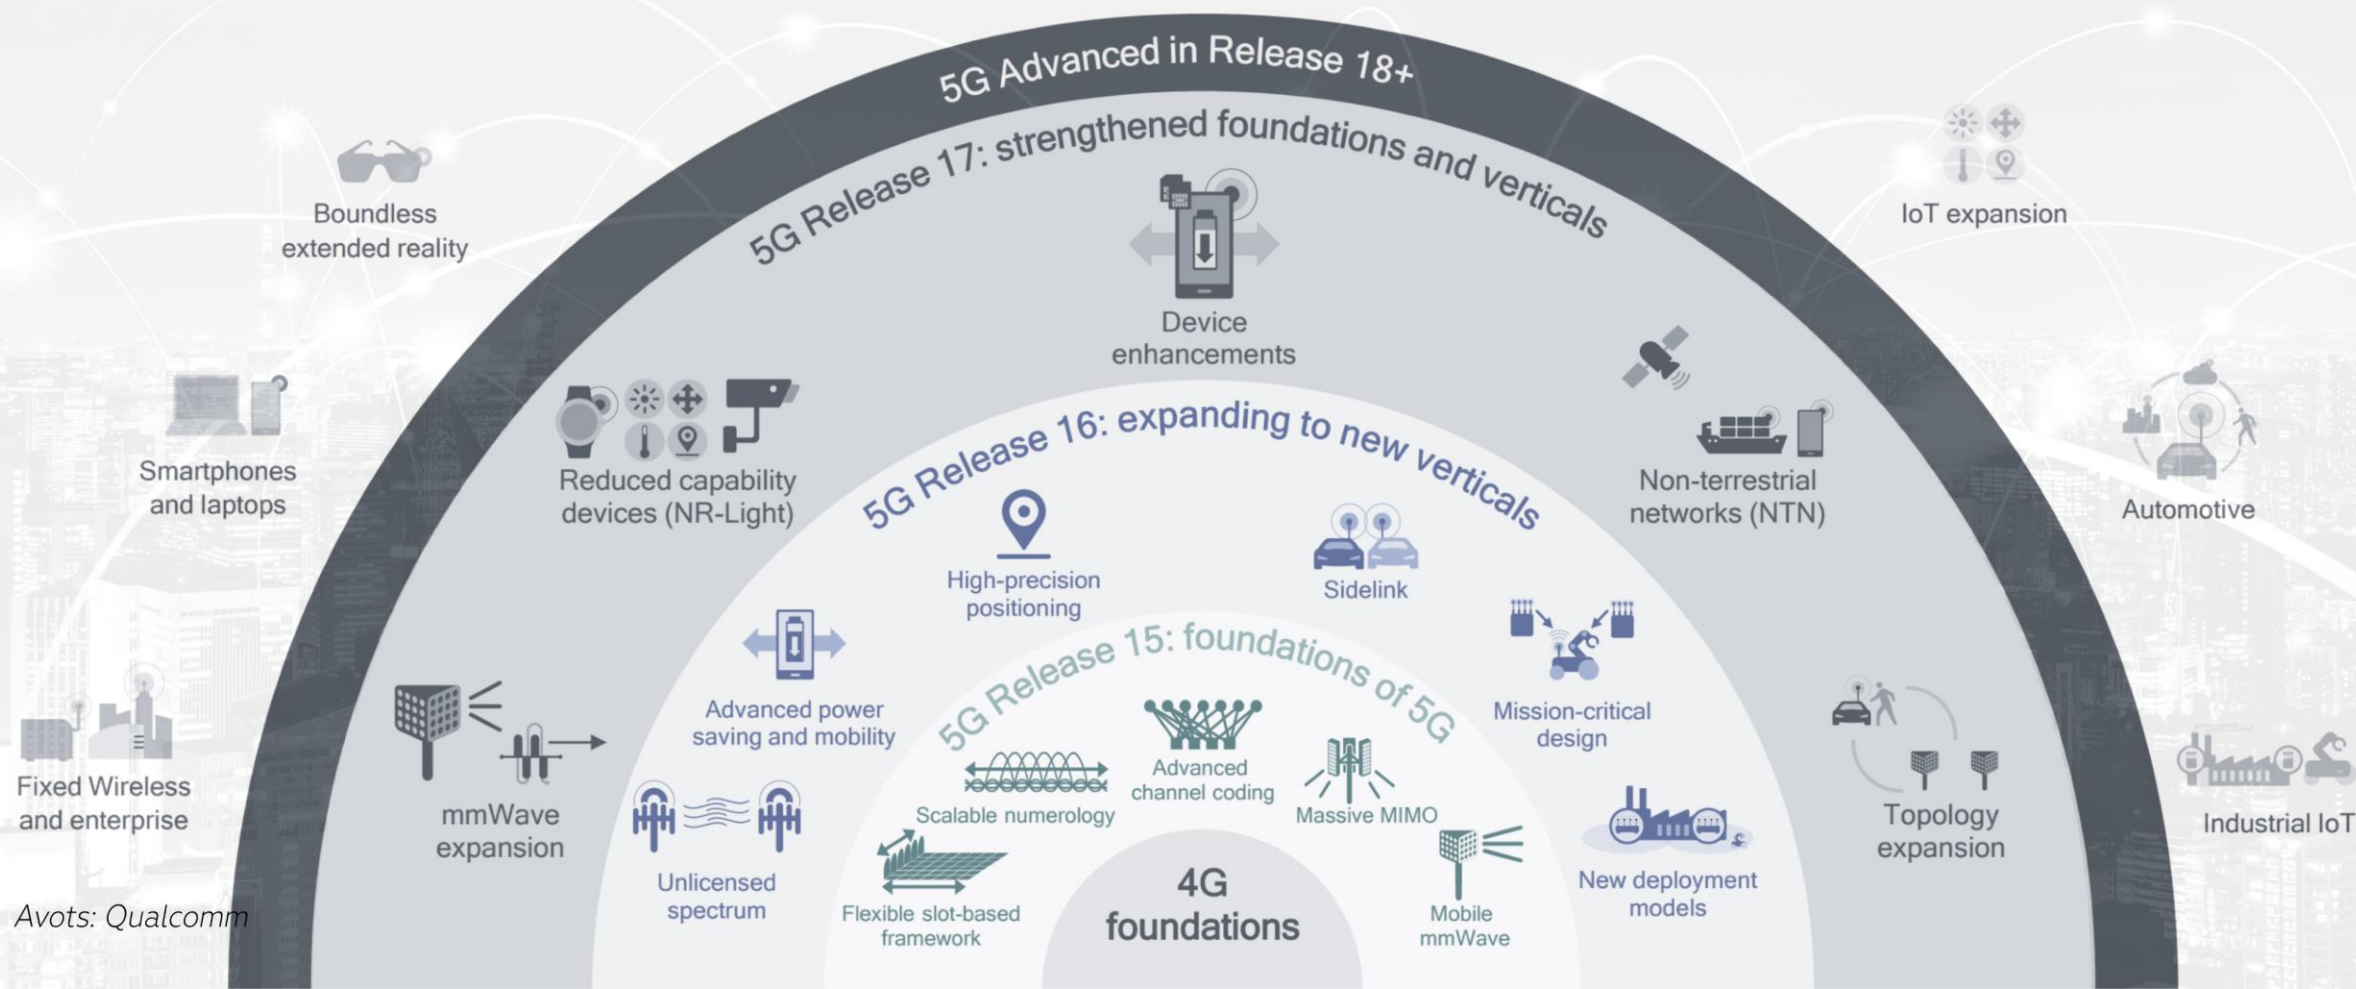 5G Advanced in Release 18+
5G Release 17: strengthened foundations and verticals
Device
enhancements
Reduced capability
devices (NR-Light)
Non-terrestrial
networks (NTN)
mmWave
expansion
Topology
expansion
5G Release 16: expanding to new verticals
High-precision
positioning
Sidelink
Advanced power
saving and mobility
Mission-critical
design
Unlicensed
spectrum
New deployment
models
5G Release 15: foundations of 5G
Advanced
channel coding
Scalable numerology
Massive MIMO
Flexible slot-based
framework
Mobile
mmWave
4G
foundations
Boundless
extended reality
Smartphones
and laptops
Fixed Wireless
and enterprise
IoT expansion
Automotive
Industrial IoT
Avots: Qualcomm